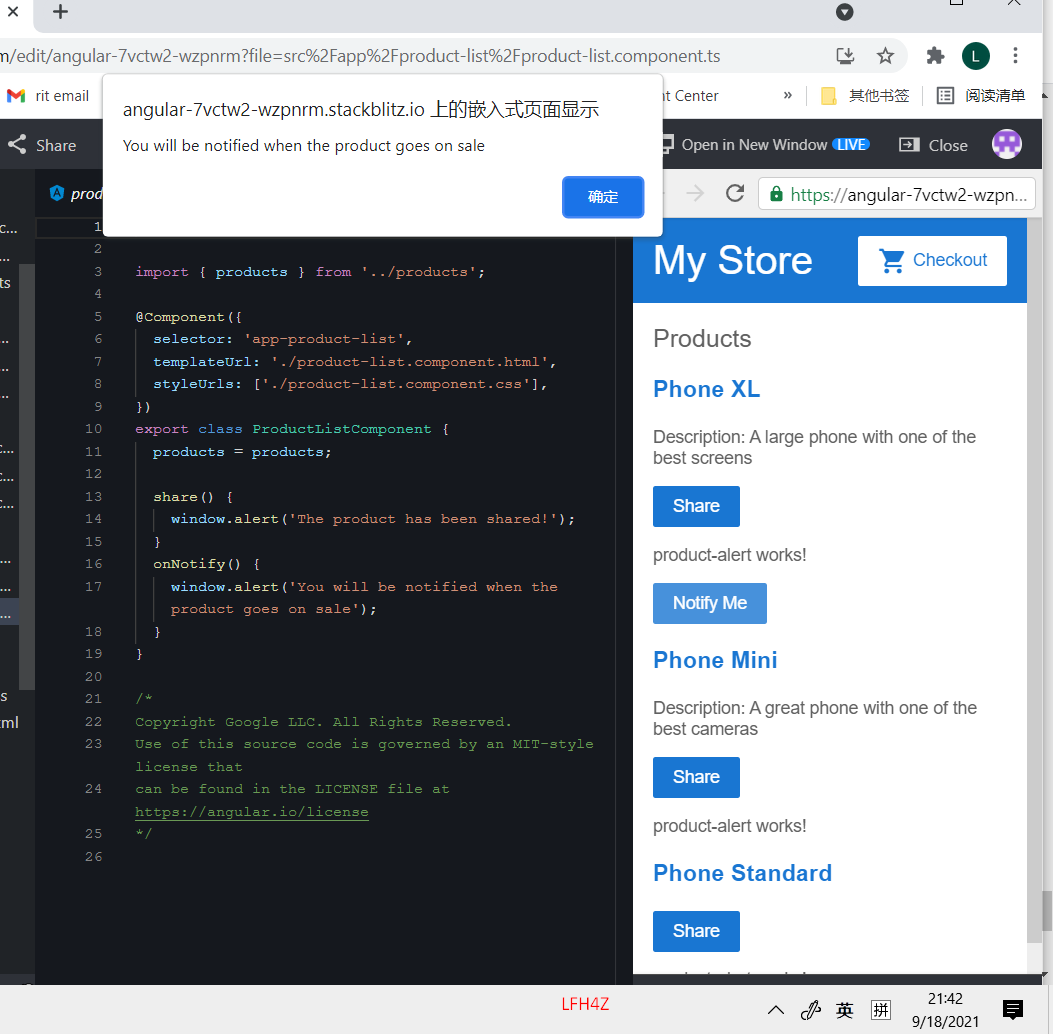 m/edit/angular-7vctw2-wzpnrm?file=src%2Fapp%2Fproduct-list%2Fproduct-list.component.ts
L
rit email
t Center
»
其他书签
阅读清单
angular-7vctw2-wzpnrm.stackblitz.io 上的嵌入式页面显示
You will be notified when the product goes on sale
确定
Share
Open in New Window LIVE
Close
prod
https://angular-7vctw2-wzpn...
c...
...
ts
...
...
...
c...
c...
c...
...
...
...
s
ml
1
2
3 import { products } from '../products';
4
5 @Component({
6 selector: 'app-product-list',
7 templateUrl: './product-list.component.html',
8 styleUrls: ['./product-list.component.css'],
9 })
10 export class ProductListComponent {
11 products = products;
12
13 share() {
14 window.alert('The product has been shared!');
15 }
16 onNotify() {
17 window.alert('You will be notified when the
product goes on sale');
18 }
19 }
20
21 /*
22 Copyright Google LLC. All Rights Reserved.
23 Use of this source code is governed by an MIT-style
license that
24 can be found in the LICENSE file at
https://angular.io/license
25 */
26
My Store
Checkout
Products
Phone XL
Description: A large phone with one of the
best screens
Share
product-alert works!
Notify Me
Phone Mini
Description: A great phone with one of the
best cameras
Share
product-alert works!
Phone Standard
Share
LFH4Z
英
拼
21:42
9/18/2021